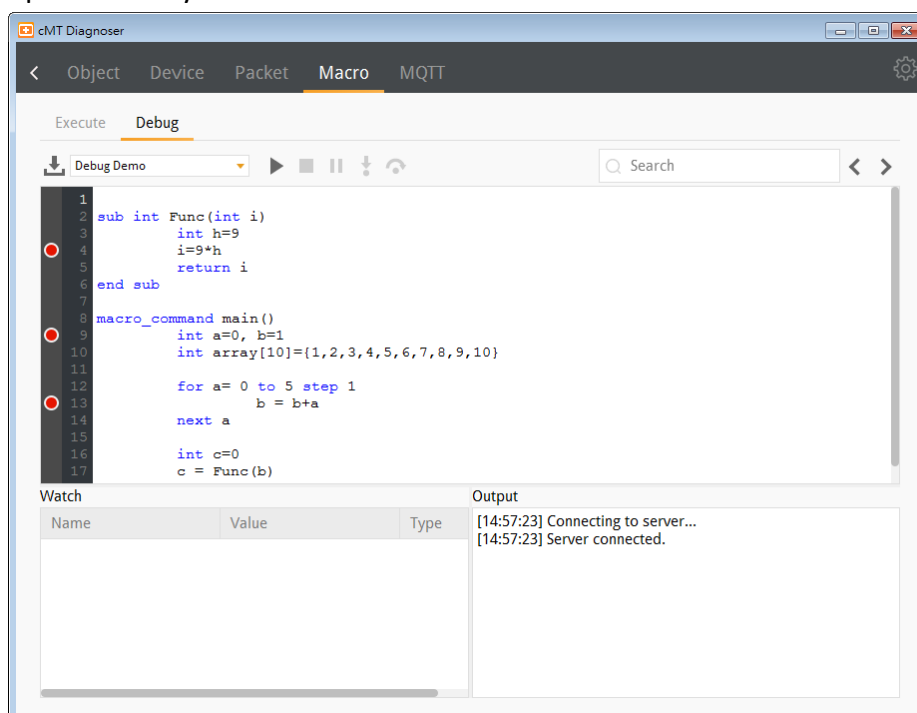 cMT Diagnoser
Object Device Packet Macro MQTT
Execute Debug
Debug Demo Search
1
2 sub int Func(int i)
3 int h=9
4 i=9*h
5 return i
6 end sub
7
8 macro_command main()
9 int a=0, b=1
10 int array[10]={1,2,3,4,5,6,7,8,9,10}
11
12 for a= 0 to 5 step 1
13 b = b+a
14 next a
15
16 int c=0
17 c = Func(b)
Watch Output
Name Value Type
[14:57:23] Connecting to server...
[14:57:23] Server connected.